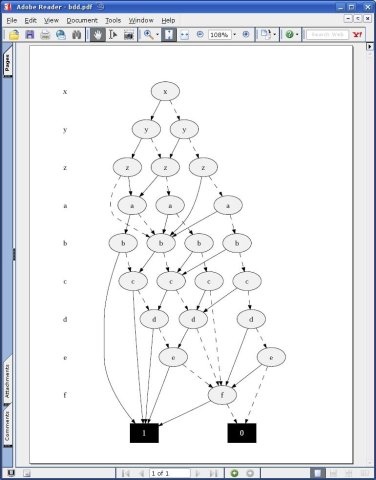 Adobe Reader - bdd.pdf
File Edit View Document Tools Window Help
108%
Search Web
Pages
Attachments
Comments
x x
y y y
z z z z
a a a a
b b b b b
c c c c c
d d d d
e e e
f f
1 0
1 of 1